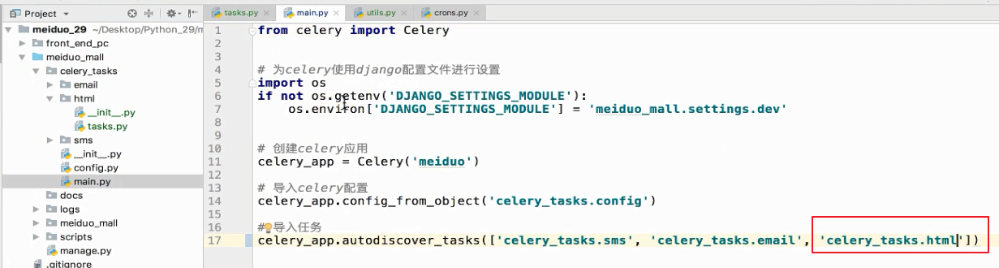 Project
tasks.py
main.py
utils.py
crons.py
meiduo_29 ~/Desktop/Python_29/m
front_end_pc
meiduo_mall
celery_tasks
email
html
__init__.py
tasks.py
sms
__init__.py
config.py
main.py
docs
logs
meiduo_mall
scripts
manage.py
.gitignore
1 from celery import Celery
2
3
4 # 为celery使用django配置文件进行设置
5 import os
6 if not os.getenv('DJANGO_SETTINGS_MODULE'):
7 os.environ['DJANGO_SETTINGS_MODULE'] = 'meiduo_mall.settings.dev'
8
9
10 # 创建celery应用
11 celery_app = Celery('meiduo')
12
13 # 导入celery配置
14 celery_app.config_from_object('celery_tasks.config')
15
16 # 导入任务
17 celery_app.autodiscover_tasks(['celery_tasks.sms', 'celery_tasks.email', 'celery_tasks.html'])